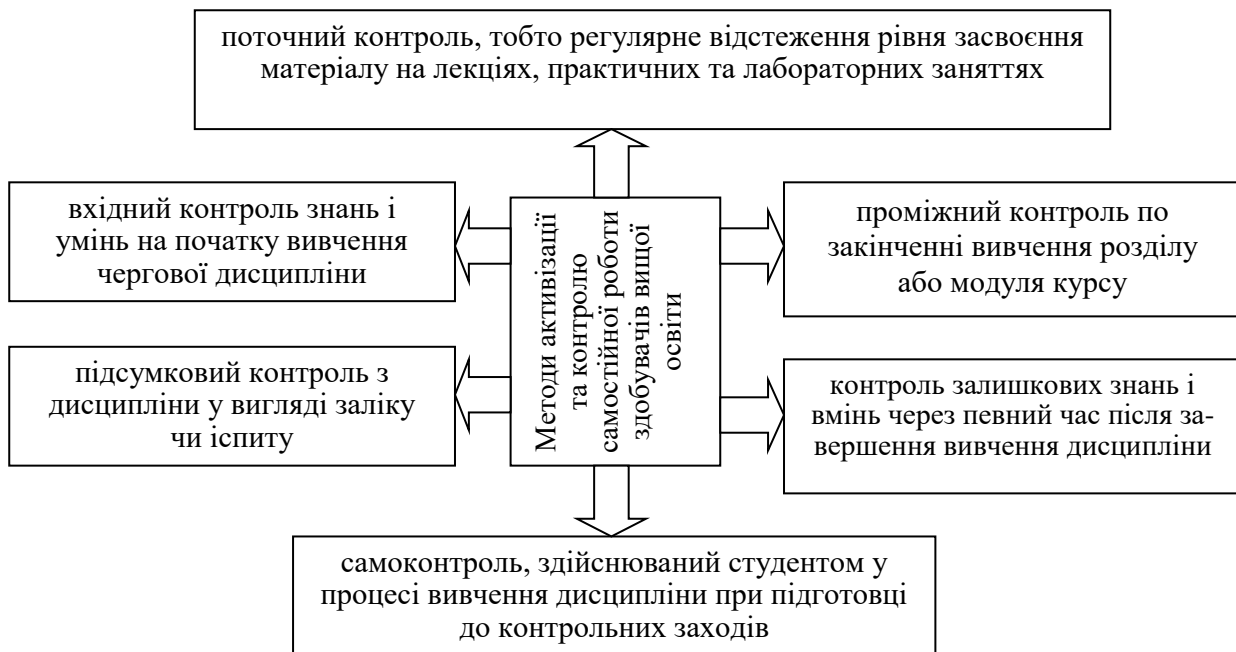 поточний контроль, тобто регулярне відстеження рівня засвоєння
матеріалу на лекціях, практичних та лабораторних заняттях
вхідний контроль знань і
умінь на початку вивчення
чергової дисципліни
Методи активізації
та контролю
самостійної роботи
здобувачів вищої
освіти
проміжний контроль по
закінченні вивчення розділу
або модуля курсу
підсумковий контроль з
дисципліни у вигляді заліку
чи іспиту
контроль залишкових знань і
вмінь через певний час після за-
вершення вивчення дисципліни
самоконтроль, здійснюваний студентом у
процесі вивчення дисципліни при підготовці
до контрольних заходів